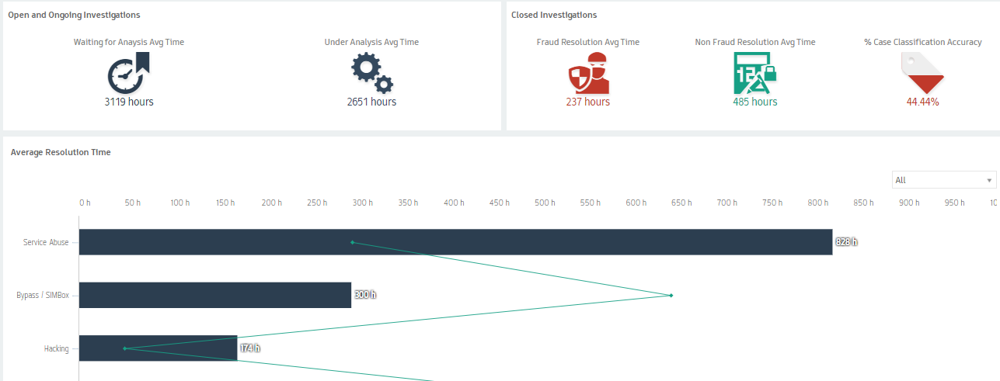 Open and Ongoing Investigations
Waiting for Anaysis Avg Time
Under Analysis Avg Time
3119 hours
2651 hours
Closed Investigations
Fraud Resolution Avg Time
Non Fraud Resolution Avg Time
% Case Classification Accuracy
237 hours
485 hours
44.44%
Average Resolution Time
All
0 h 50 h 100 h 150 h 200 h 250 h 300 h 350 h 400 h 450 h 500 h 550 h 600 h 650 h 700 h 750 h 800 h 850 h 900 h 950 h
Service Abuse
828 h
Bypass / SIMBox
300 h
Hacking
174 h